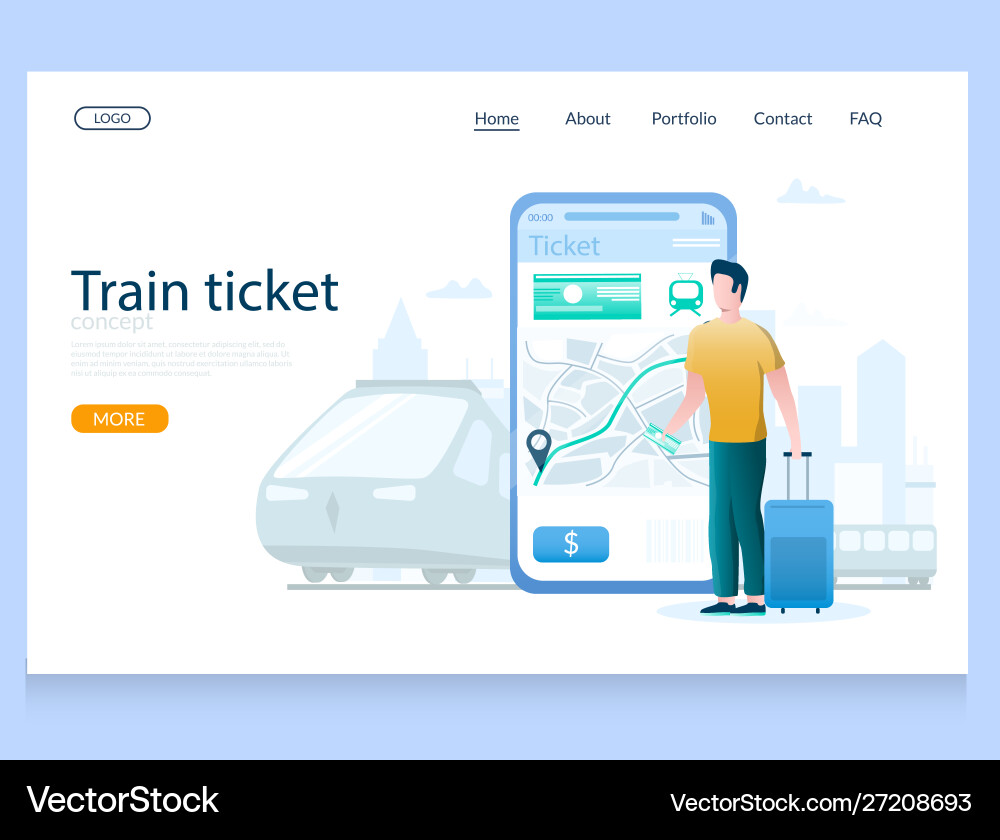 LOGO
Home About Portfolio Contact FAQ
00:00
Ticket
Train ticket
concept
Lorem ipsum dolor sit amet, consectetur adipiscing elit, sed do
eiusmod tempor incididunt ut labore et dolore magna aliqua. Ut
enim ad minim veniam, quis nostrud exercitation ullamco laboris
nisi ut aliquip ex ea commodo consequat.
MORE
$
VectorStock
VectorStock.com/27208693